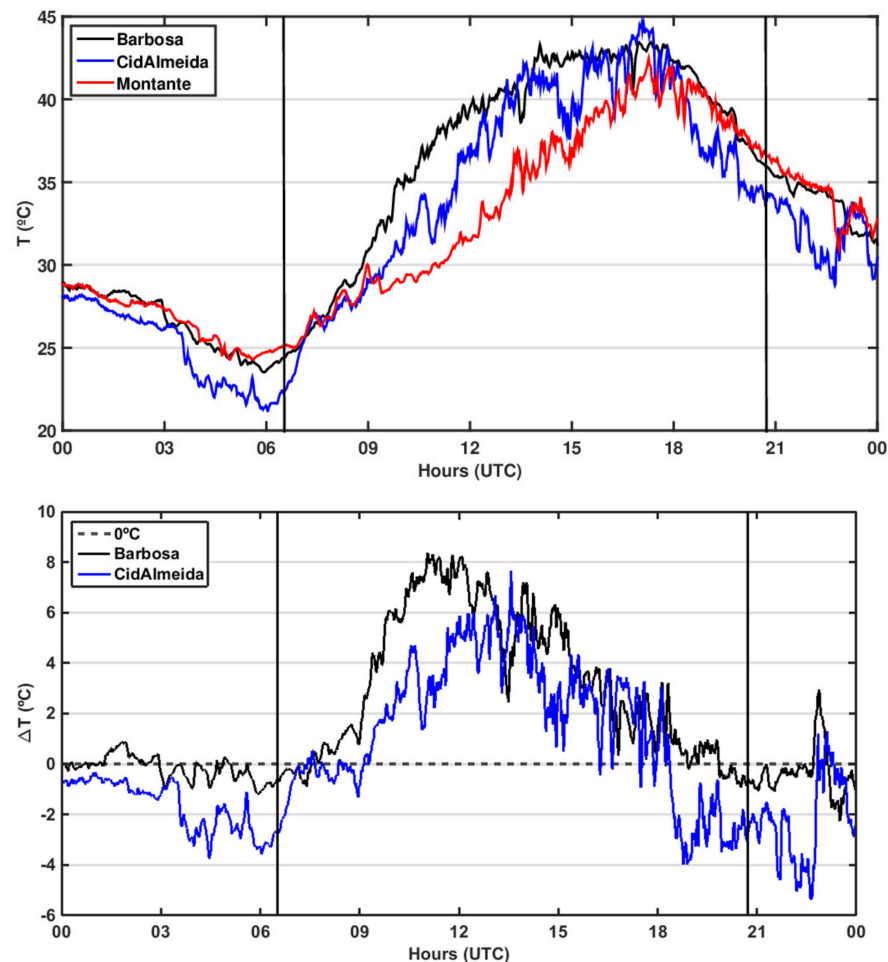 45
40
35
30
25
20
T (ºC)
Barbosa
CidAlmeida
Montante
00 03 06 09 12 15 18 21 00
Hours (UTC)
10
8
6
4
2
0
-2
-4
-6
△T (ºC)
0ºC
Barbosa
CidAlmeida
00 03 06 09 12 15 18 21 00
Hours (UTC)